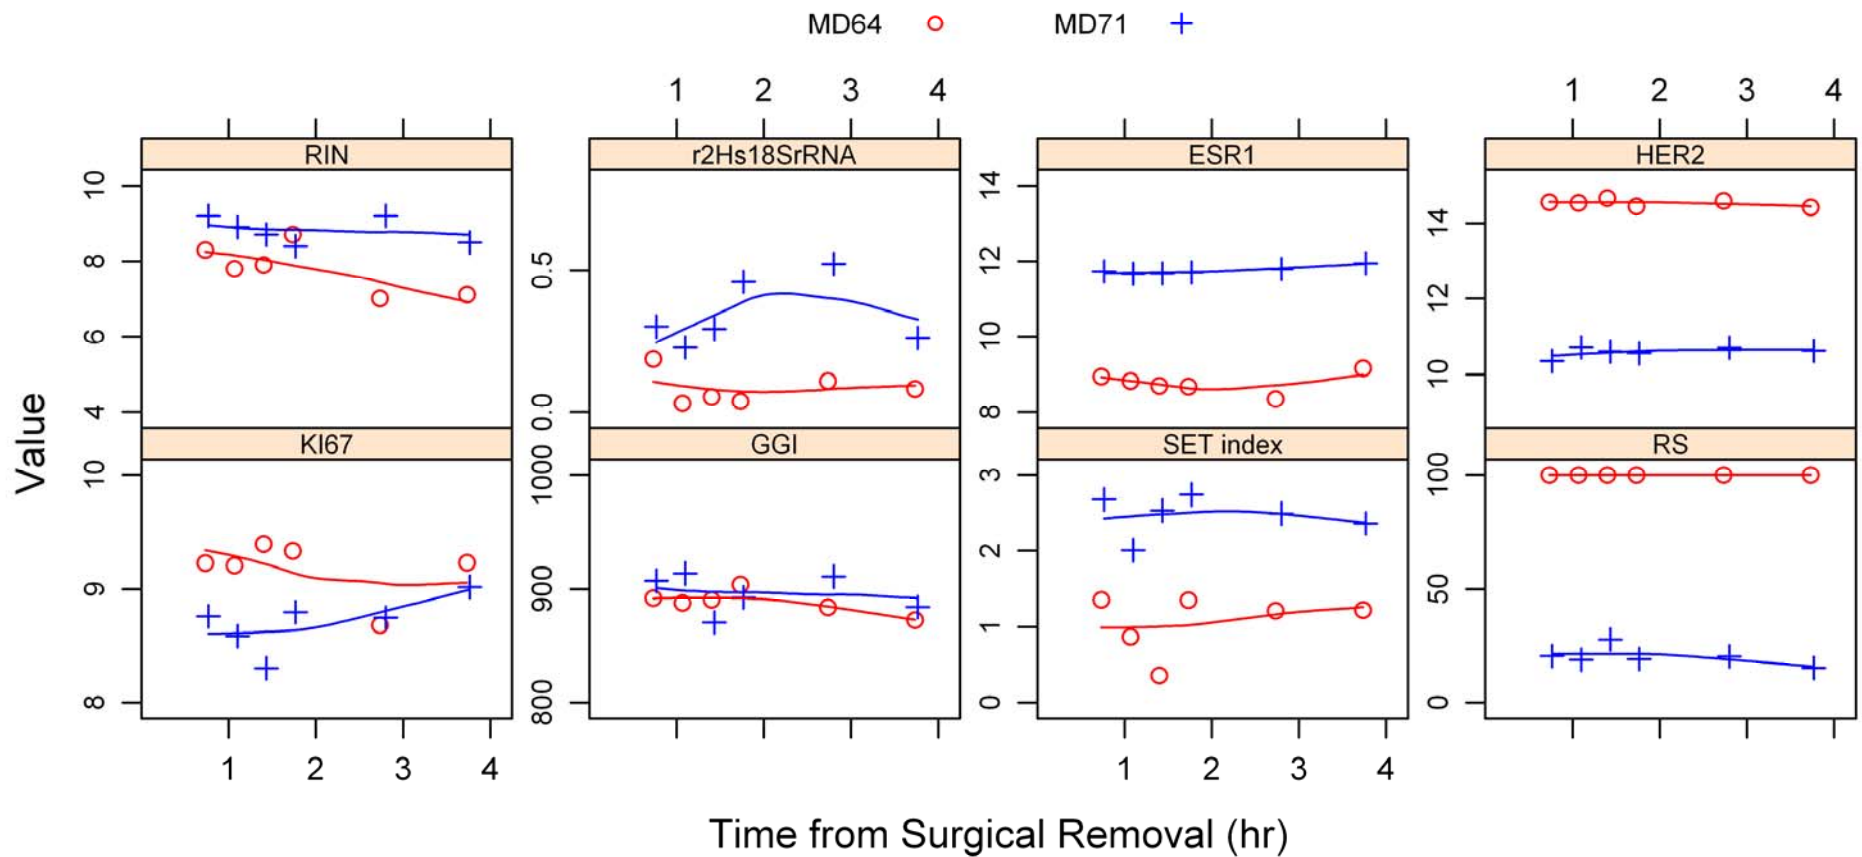 MD64 MD71
1 2 3 4 1 2 3 4
RIN r2Hs18SrRNA ESR1 HER2
10 8 6 4
0.5 0.0
14 12 10 8
14 12 10
Value
KI67 GGI SET index RS
10 9 8
1000 900 800
3 2 1 0
100 50 0
1 2 3 4 1 2 3 4
Time from Surgical Removal (hr)